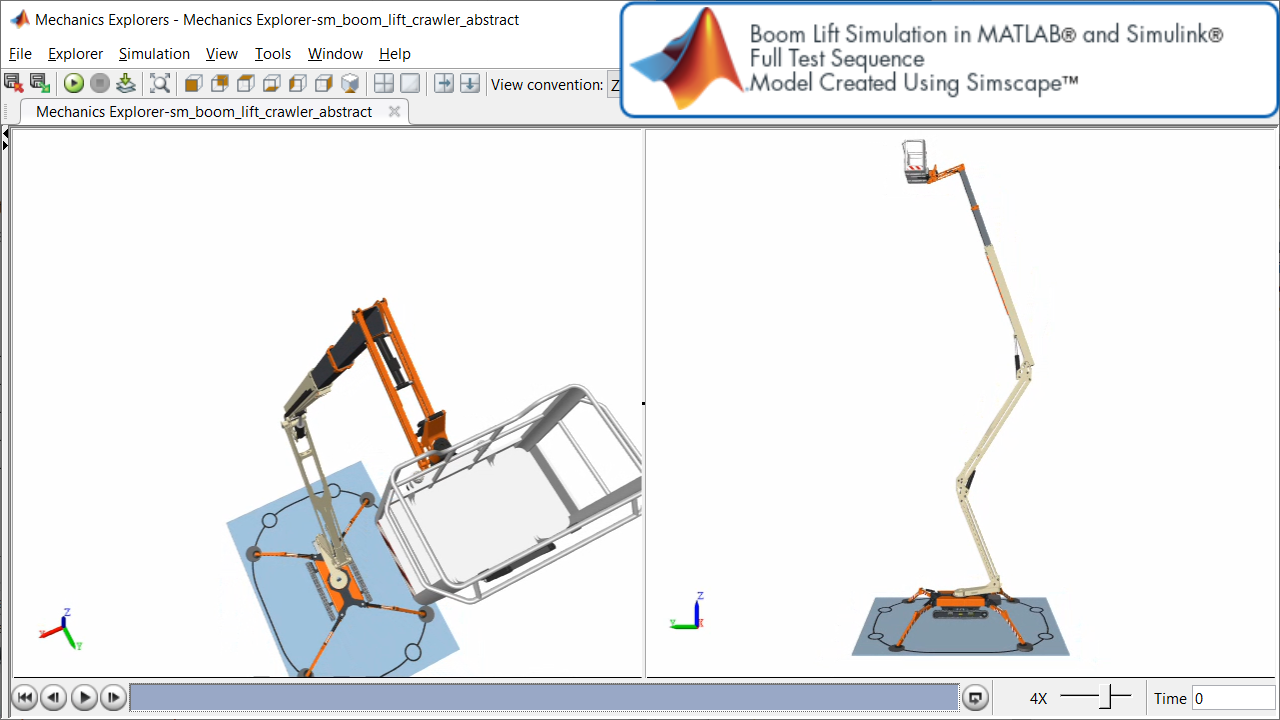 Mechanics Explorers - Mechanics Explorer-sm_boom_lift_crawler_abstract
Boom Lift Simulation in MATLAB® and Simulink®
Full Test Sequence
Model Created Using Simscape™
File Explorer Simulation View Tools Window Help
View convention: Z
Mechanics Explorer-sm_boom_lift_crawler_abstract
Z
X
Y
Z
Y
X
4X
Time 0